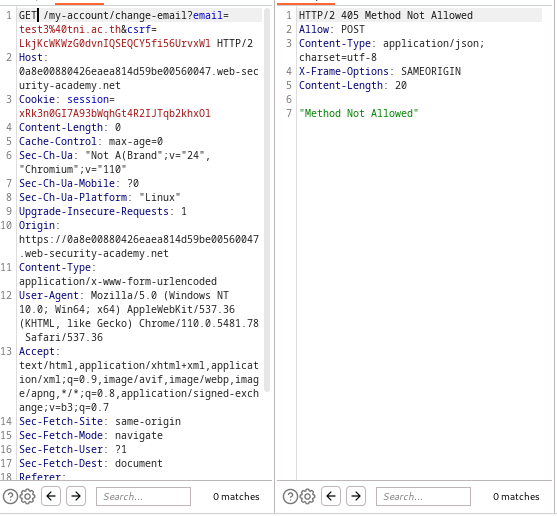 1 GET /my-account/change-email?email=
test3%40tni.ac.th&csrf=
LkjKcWKWzG0dvnIQSEQCY5fi56UrvxWl HTTP/2
2 Host:
0a8e00880426eaea814d59be00560047.web-sec
urity-academy.net
3 Cookie: session=
xRk3n0GI7A93bWqhGt4R2IJTqb2khxOl
4 Content-Length: 0
5 Cache-Control: max-age=0
6 Sec-Ch-Ua: "Not A(Brand";v="24",
"Chromium";v="110"
7 Sec-Ch-Ua-Mobile: ?0
8 Sec-Ch-Ua-Platform: "Linux"
9 Upgrade-Insecure-Requests: 1
10 Origin:
https://0a8e00880426eaea814d59be00560047
.web-security-academy.net
11 Content-Type:
application/x-www-form-urlencoded
12 User-Agent: Mozilla/5.0 (Windows NT
10.0; Win64; x64) AppleWebKit/537.36
(KHTML, like Gecko) Chrome/110.0.5481.78
Safari/537.36
13 Accept:
text/html,application/xhtml+xml,applicat
ion/xml;q=0.9,image/avif,image/webp,imag
e/apng,*/*;q=0.8,application/signed-exch
ange;v=b3;q=0.7
14 Sec-Fetch-Site: same-origin
15 Sec-Fetch-Mode: navigate
16 Sec-Fetch-User: ?1
17 Sec-Fetch-Dest: document
18 Referer:
Search...
0 matches
1 HTTP/2 405 Method Not Allowed
2 Allow: POST
3 Content-Type: application/json;
charset=utf-8
4 X-Frame-Options: SAMEORIGIN
5 Content-Length: 20
6
7 "Method Not Allowed"
Search...
0 matches